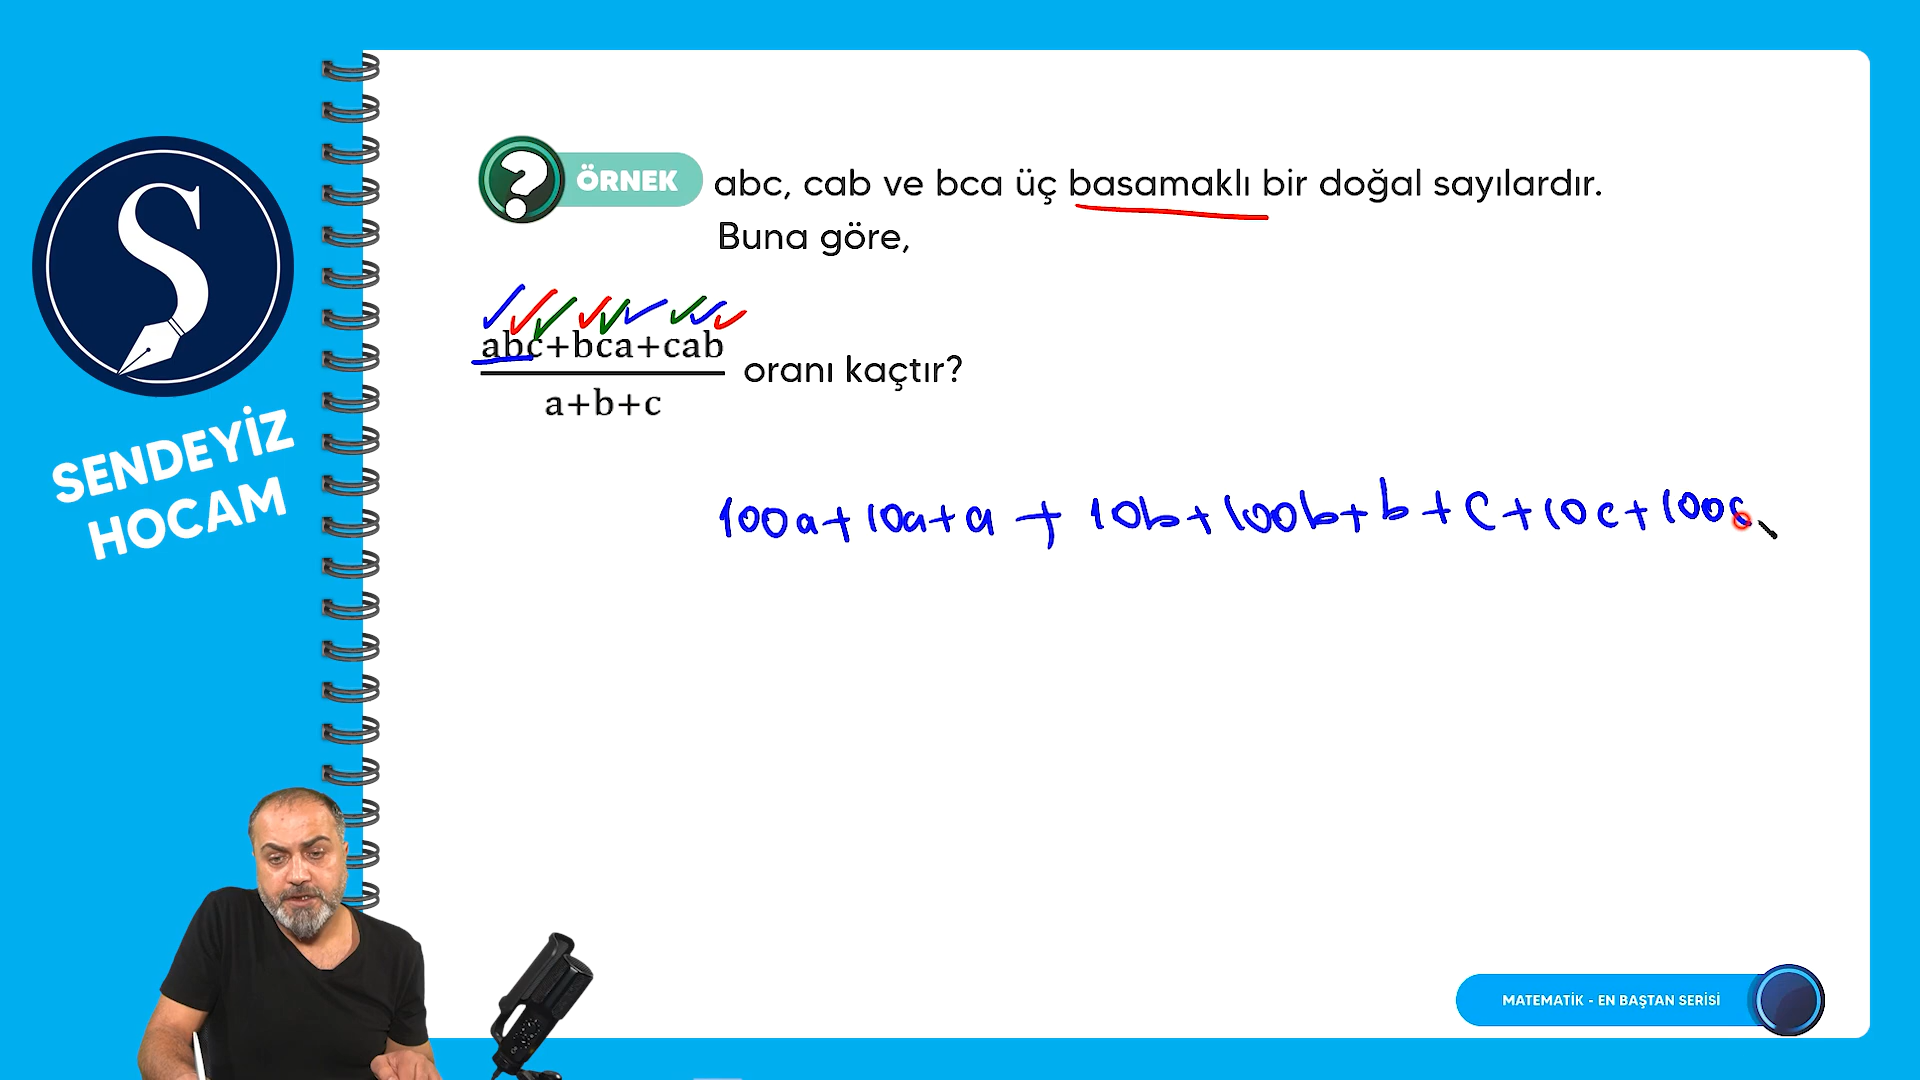 ÖRNEK abc, cab ve bca üç basamaklı bir doğal sayılardır.
Buna göre,
abc+bca+cab
a+b+c
oranı kaçtır?
100a+10a+a + 10b+100b+b+c+10c+100c
S
SENDEYİZ
HOCAM
MATEMATİK - EN BAŞTAN SERİSİ